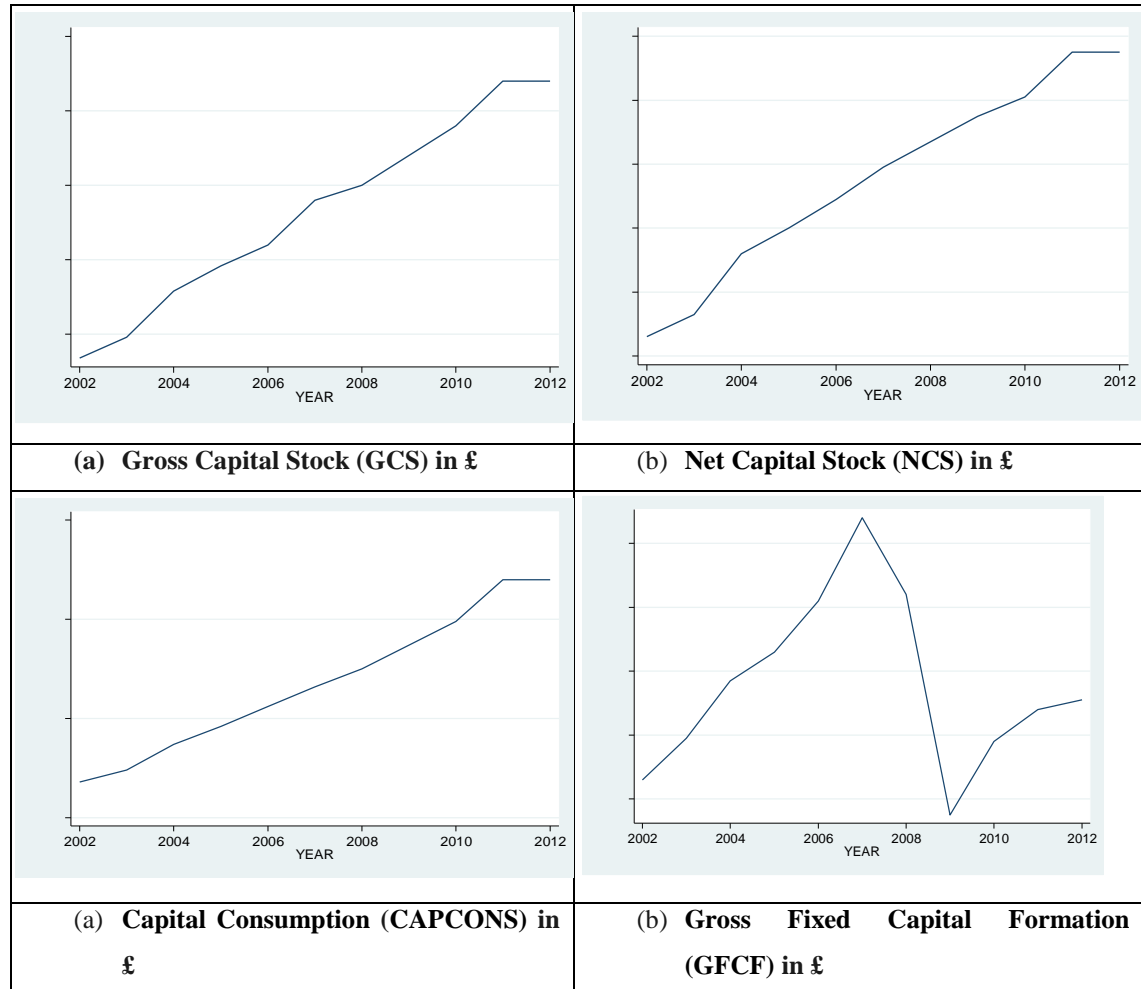 2002 2004 2006 2008 2010 2012
YEAR
(a) Gross Capital Stock (GCS) in £
2002 2004 2006 2008 2010 2012
YEAR
(b) Net Capital Stock (NCS) in £
2002 2004 2006 2008 2010 2012
YEAR
(a) Capital Consumption (CAPCONS) in
£
2002 2004 2006 2008 2010 2012
YEAR
(b) Gross Fixed Capital Formation
(GFCF) in £